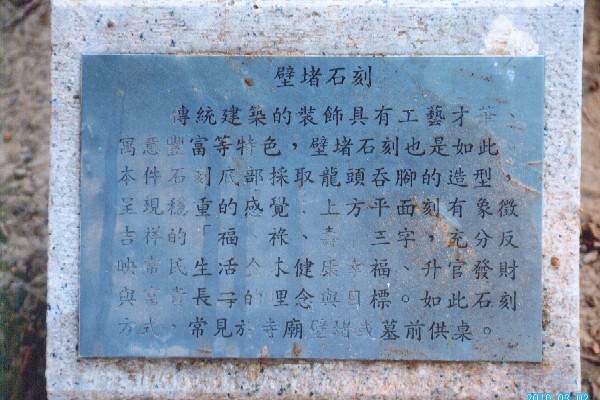 壁堵石刻
傳統建築的裝飾具有工藝才華、
寓意豐富等特色，壁堵石刻也是如此
本件石刻底部採取龍頭吞腳的造型，
呈現穩重的感覺．上方平面刻有象徵
吉祥的「福、祿、壽」三字，充分反
映常民生活健康幸福、升官發財
與富貴長的理念與目標。如此石刻
方式、常見於寺廟壁堵或墓前供桌。
2010.03.02